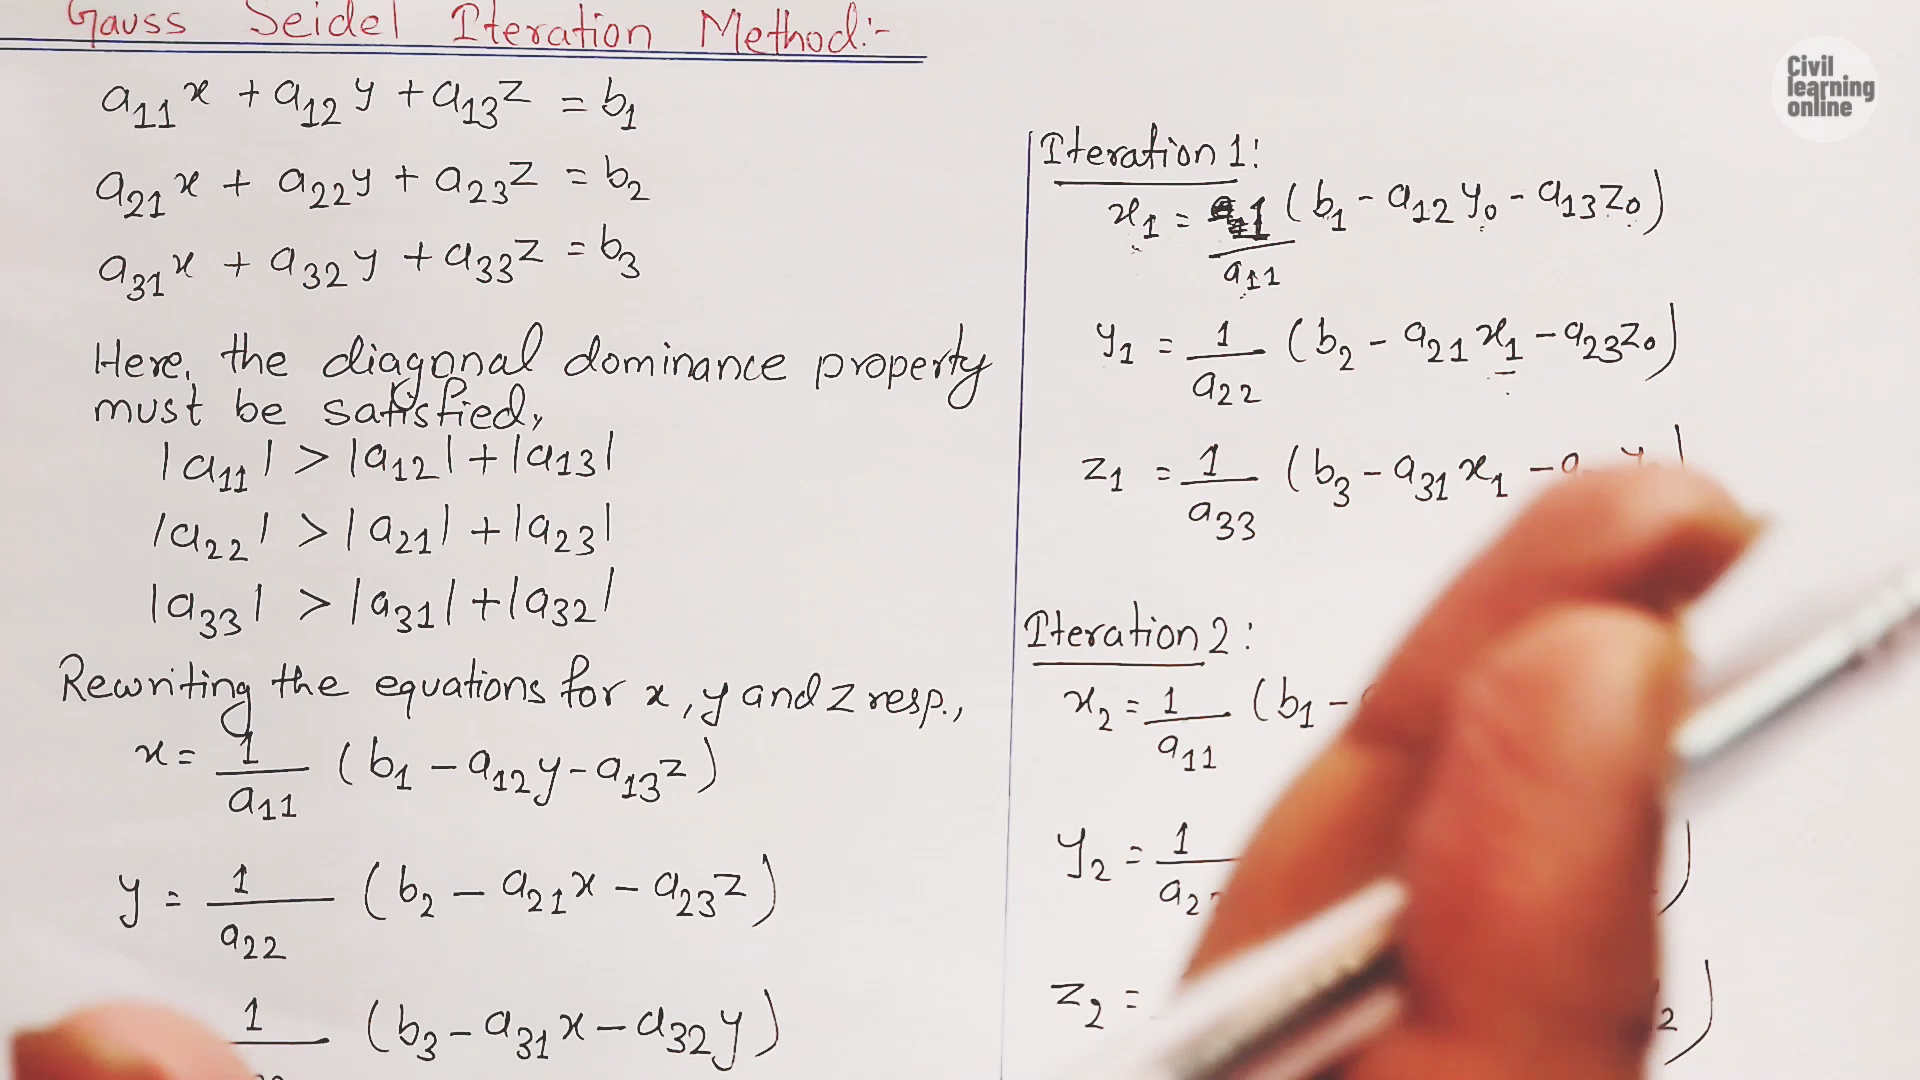 Gauss Seidel Iteration Method:-
a11x + a12y + a13z = b1
a21x + a22y + a23z = b2
a31x + a32y + a33z = b3
Here, the diagonal dominance property
must be satisfied,
|a11| > |a12| + |a13|
|a22| > |a21| + |a23|
|a33| > |a31| + |a32|
Rewriting the equations for x, y and z resp.,
x = 1/a11 (b1 - a12y - a13z)
y = 1/a22 (b2 - a21x - a23z)
1 (b3 - a31x - a32y)
Iteration 1:
x1 = 1/a11 (b1 - a12y0 - a13z0)
y1 = 1/a22 (b2 - a21x1 - a23z0)
z1 = 1/a33 (b3 - a31x1 -
Iteration 2:
x2 = 1/a11 (b1 -
y2 = 1
z2 =
Civil
learning
online